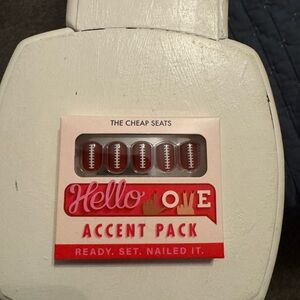 THE CHEAP SEATS
Hello OVE
ACCENT PACK
READY. SET. NAILED IT.